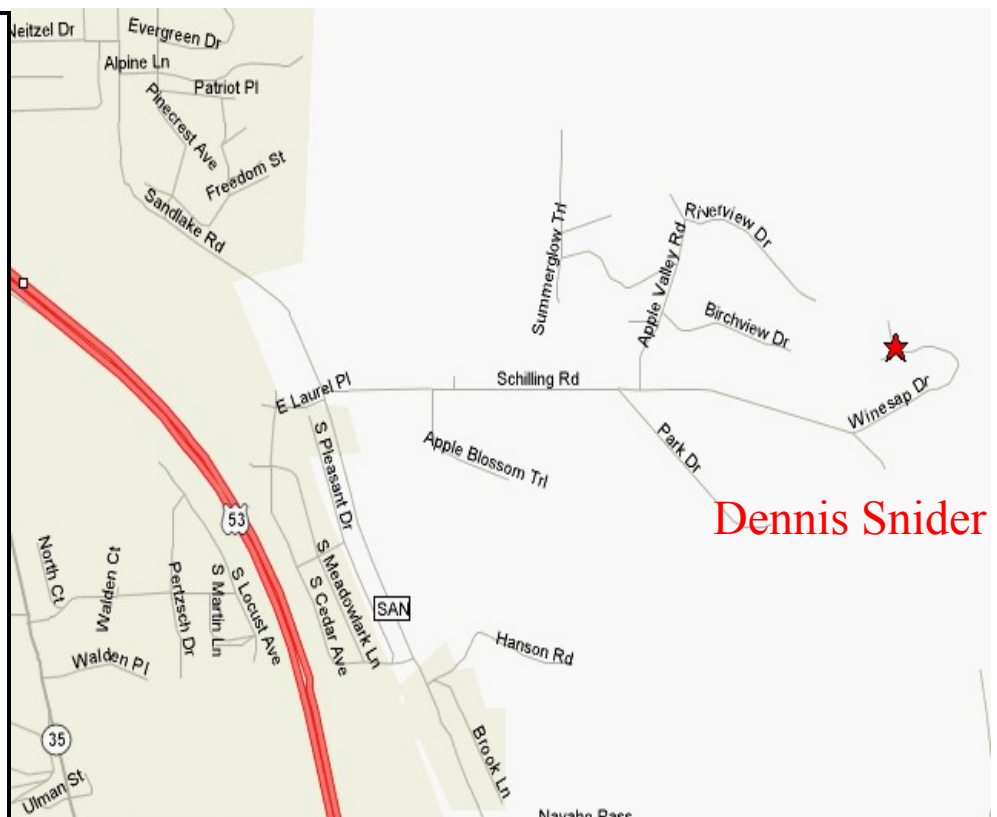 Neitzel Dr
Evergreen Dr
Alpine Ln
Patriot Pl
Pinecrest Ave
Freedom St
Sandlake Rd
Summerglow Trl
Riverview Dr
Apple Valley Rd
Birchview Dr
Schilling Rd
E Laurel Pl
Winesap Dr
S Pleasant Dr
Apple Blossom Trl
Park Dr
Dennis Snider
53
North Ct
Walden Ct
Pertzsch Dr
S Martin Ln
S Locust Ave
S Meadowlark Ln
S Cedar Ave
SAN
Walden Pl
Hanson Rd
35
Ulman St
Brook Ln
Navaho Pass